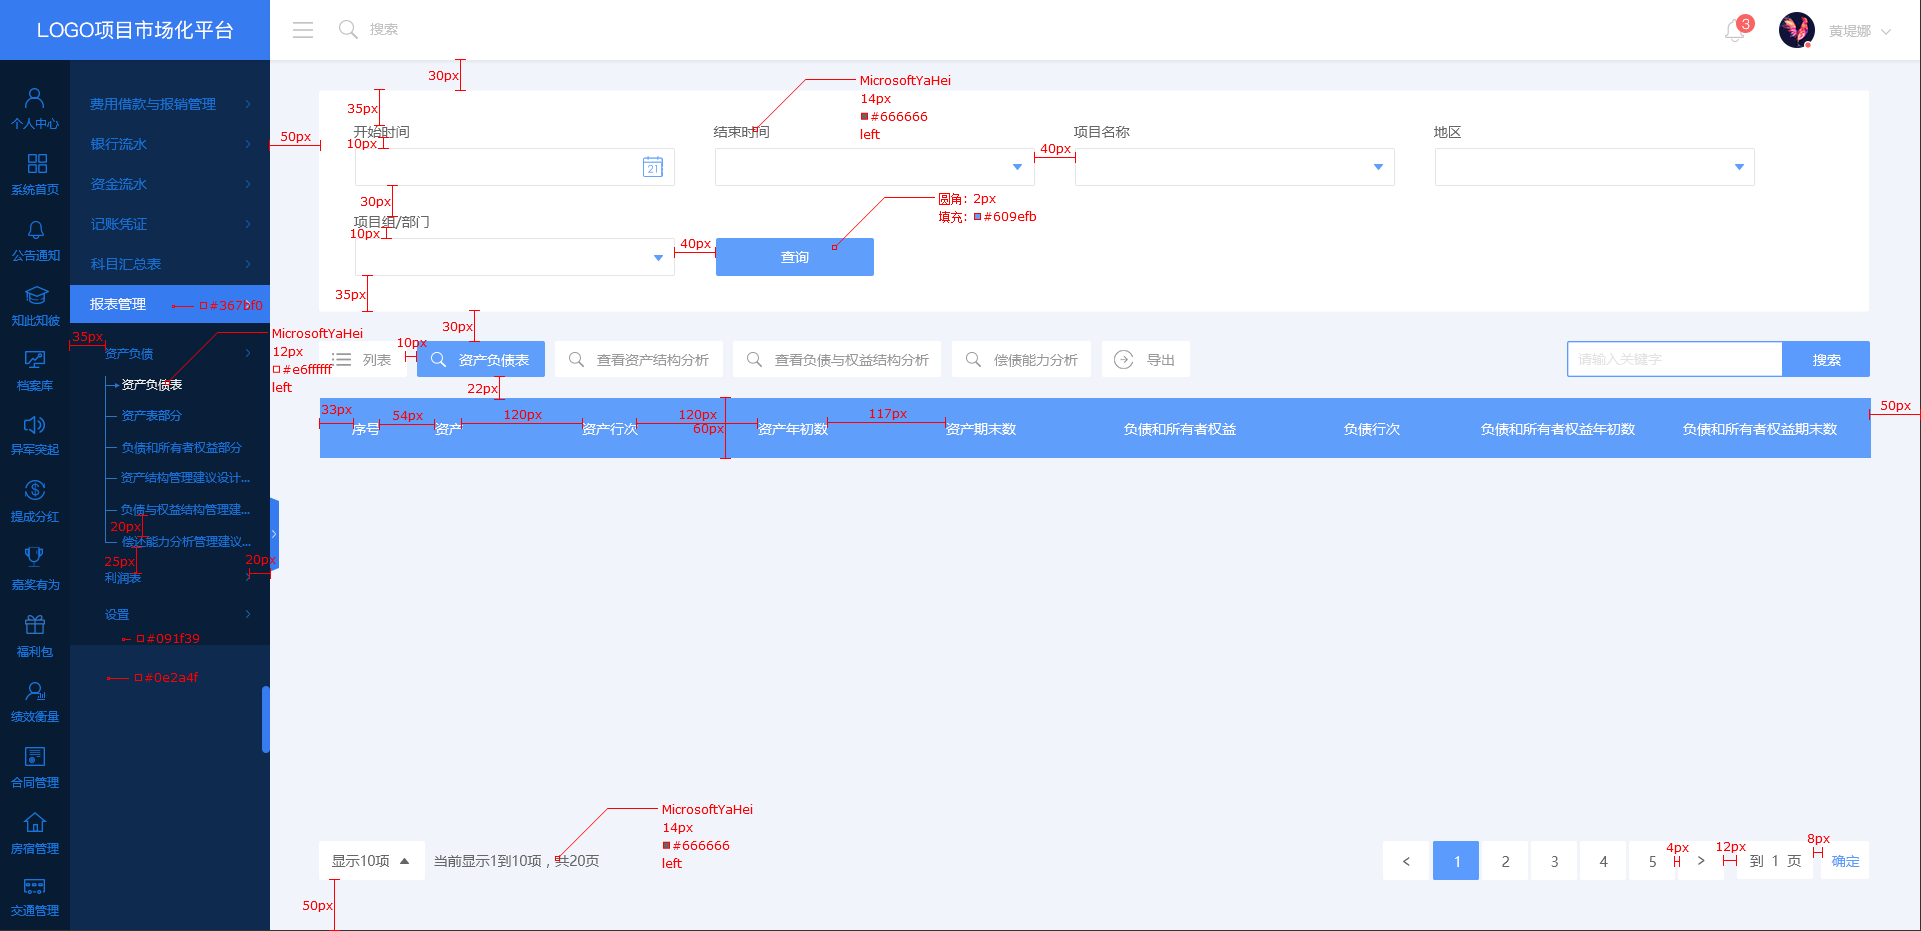 LOGO项目市场化平台
搜索
3
黄堤娜
个人中心
系统首页
公告通知
知此知彼
档案库
异军突起
提成分红
嘉奖有为
福利包
绩效衡量
合同管理
房宿管理
交通管理
费用借款与报销管理
银行流水
资金流水
记账凭证
科目汇总表
报表管理
#367bf0
35px
资产负债
MicrosoftYaHei
12px
#e6ffffff
left
资产负债表
资产表部分
负债和所有者权益部分
资产结构管理建议设计...
负债与权益结构管理建...
20px
偿还能力分析管理建议...
25px
20px
利润表
设置
#091f39
#0e2a4f
30px
35px
50px
开始时间
10px
21
结束时间
MicrosoftYaHei
14px
#666666
left
40px
项目名称
地区
30px
项目组/部门
10px
40px
查询
圆角：2px
填充：#609efb
35px
30px
列表
10px
资产负债表
查看资产结构分析
查看负债与权益结构分析
偿债能力分析
导出
请输入关键字
搜索
22px
50px
33px
54px
120px
120px
60px
117px
序号
资产
资产行次
资产年初数
资产期末数
负债和所有者权益
负债行次
负债和所有者权益年初数
负债和所有者权益期末数
MicrosoftYaHei
14px
#666666
left
显示10项
当前显示1到10项，共20页
50px
<
1
2
3
4
5
4px
>
12px
到 1 页
8px
确定